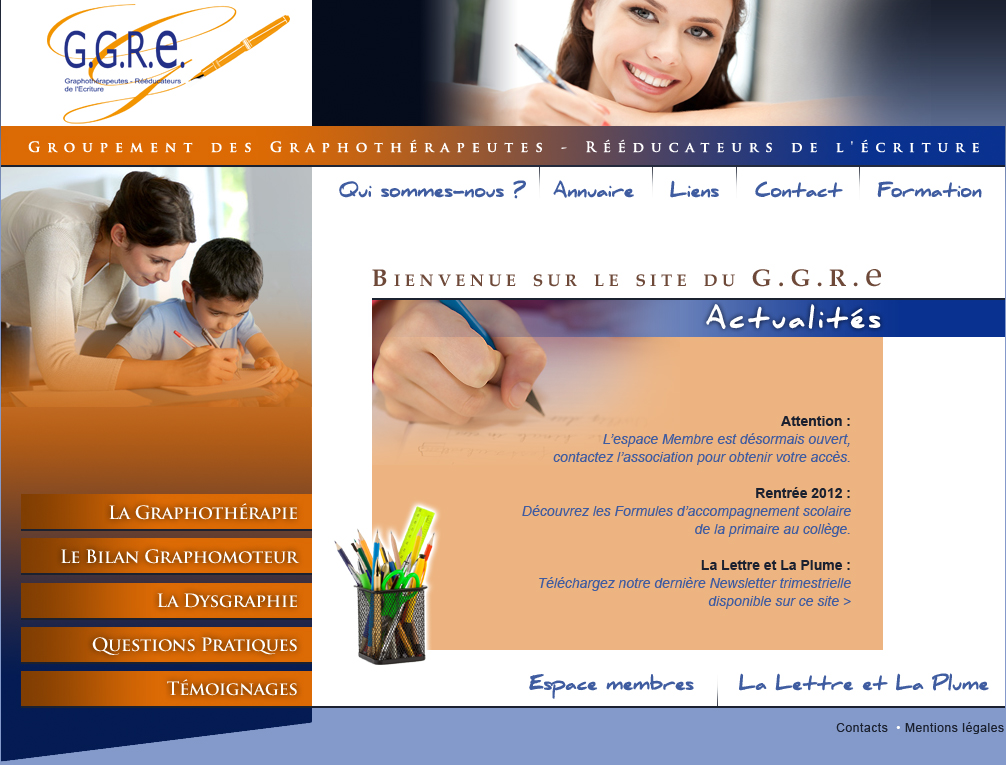 G.G.R.e.
Graphothérapeutes - Rééducateurs
de l'Ecriture
Groupement des Graphothérapeutes - Rééducateurs de l'écriture
Qui sommes-nous ?
Annuaire
Liens
Contact
Formation
Bienvenue sur le site du G.G.R.e
Actualités
Attention :
L'espace Membre est désormais ouvert,
contactez l'association pour obtenir votre accès.
Rentrée 2012 :
Découvrez les Formules d'accompagnement scolaire
de la primaire au collège.
La Lettre et La Plume :
Téléchargez notre dernière Newsletter trimestrielle
disponible sur ce site >
La Graphothérapie
Le Bilan Graphomoteur
La Dysgraphie
Questions Pratiques
Témoignages
Espace membres
La Lettre et La Plume
Contacts • Mentions légales